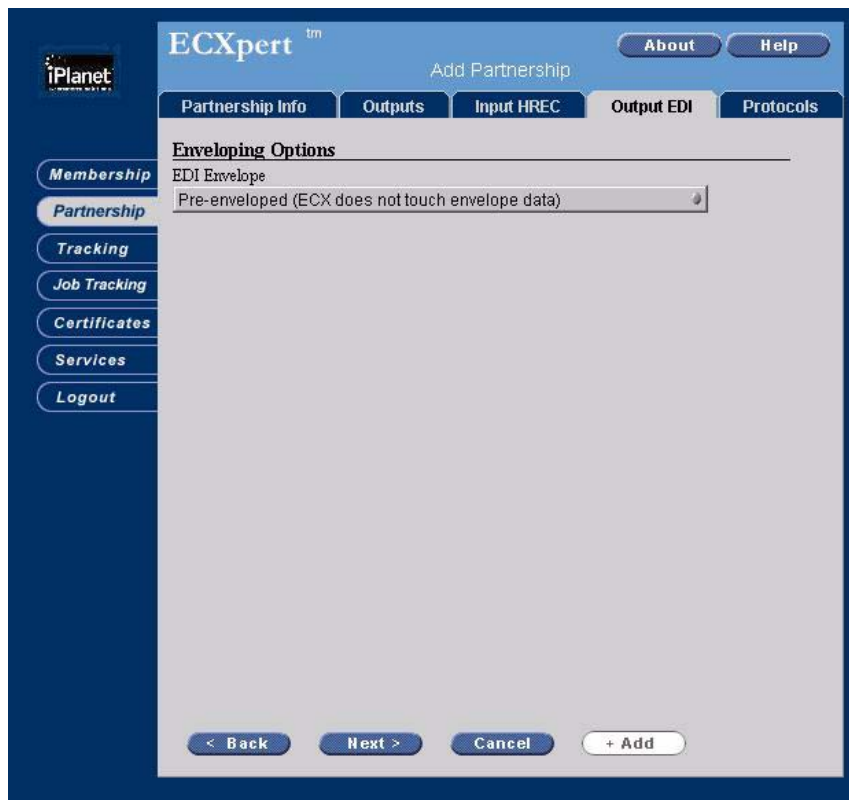 iPlanet
ECXpert tm
Add Partnership
About
Help
Partnership Info
Outputs
Input HREC
Output EDI
Protocols
Membership
Partnership
Tracking
Job Tracking
Certificates
Services
Logout
Enveloping Options
EDI Envelope
Pre-enveloped (ECX does not touch envelope data)
< Back
Next >
Cancel
+ Add